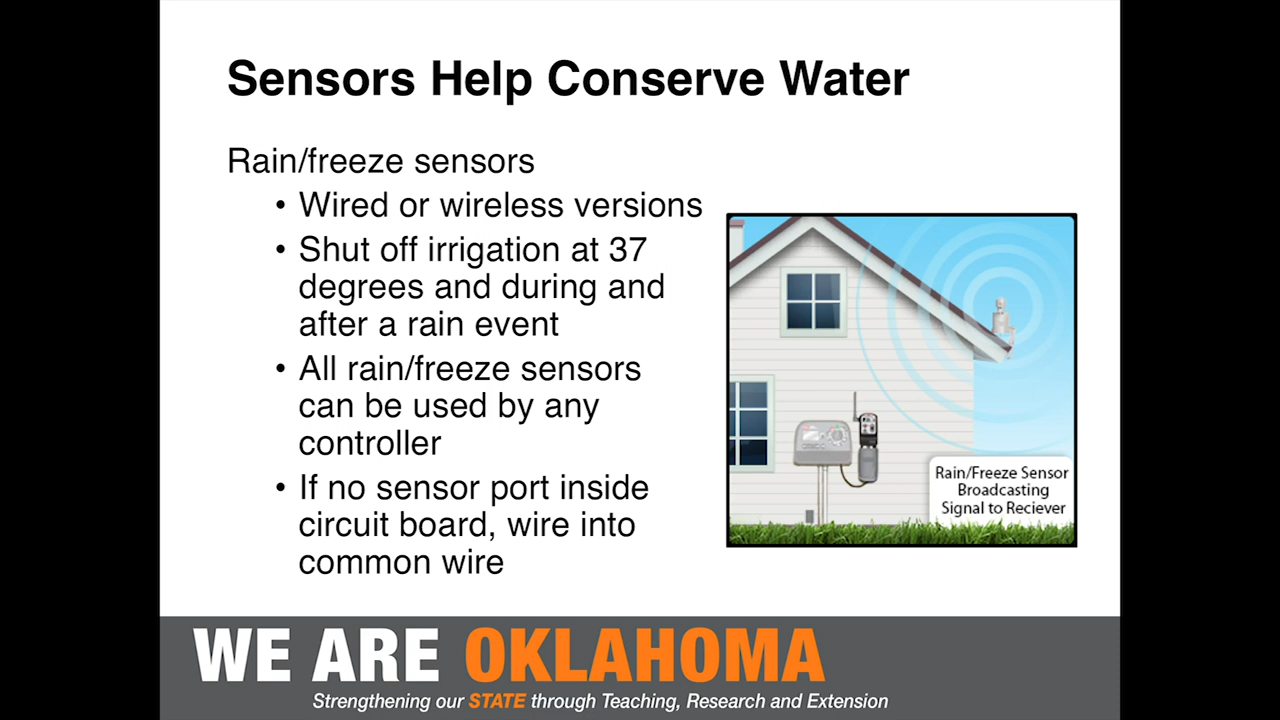 Sensors Help Conserve Water
Rain/freeze sensors
• Wired or wireless versions
• Shut off irrigation at 37
degrees and during and
after a rain event
• All rain/freeze sensors
can be used by any
controller
• If no sensor port inside
circuit board, wire into
common wire
Rain/Freeze Sensor
Broadcasting
Signal to Reciever
WE ARE OKLAHOMA
Strengthening our STATE through Teaching, Research and Extension